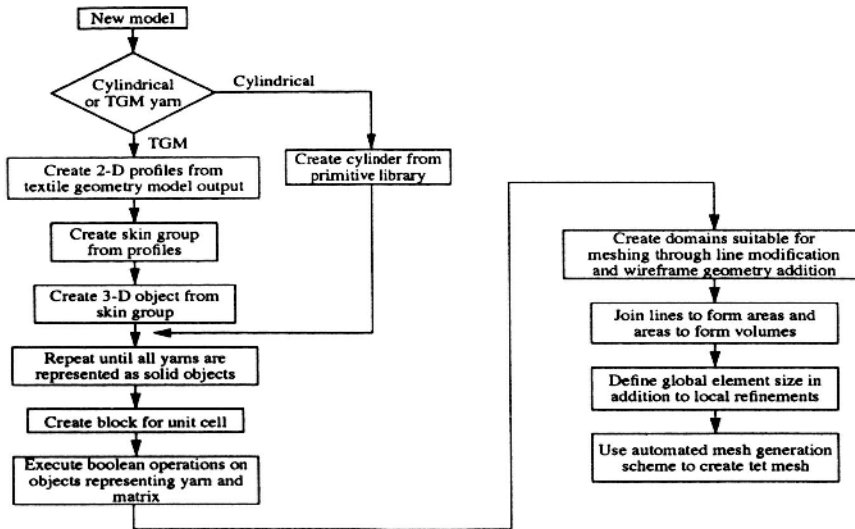 New model
Cylindrical
or TGM yarn
Cylindrical
TGM
Create 2-D profiles from
textile geometry model output
Create cylinder from
primitive library
Create skin group
from profiles
Create 3-D object from
skin group
Repeat until all yarns are
represented as solid objects
Create block for unit cell
Execute boolean operations on
objects representing yarn and
matrix
Create domains suitable for
meshing through line modification
and wireframe geometry addition
Join lines to form areas and
areas to form volumes
Define global element size in
addition to local refinements
Use automated mesh generation
scheme to create tet mesh